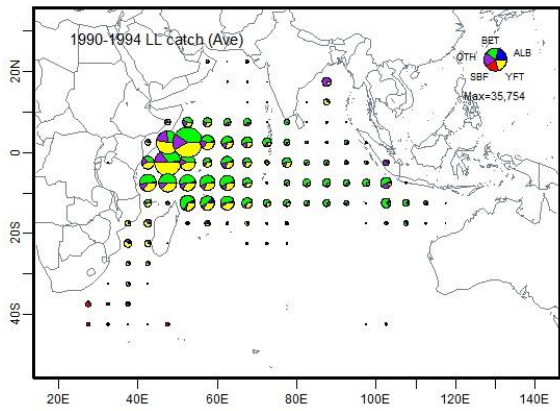 1990-1994 LL catch (Ave)
BET
OTH ALB
SBF YFT
Max=35,754
20N
0
20S
40S
20E 40E 60E 80E 100E 120E 140E